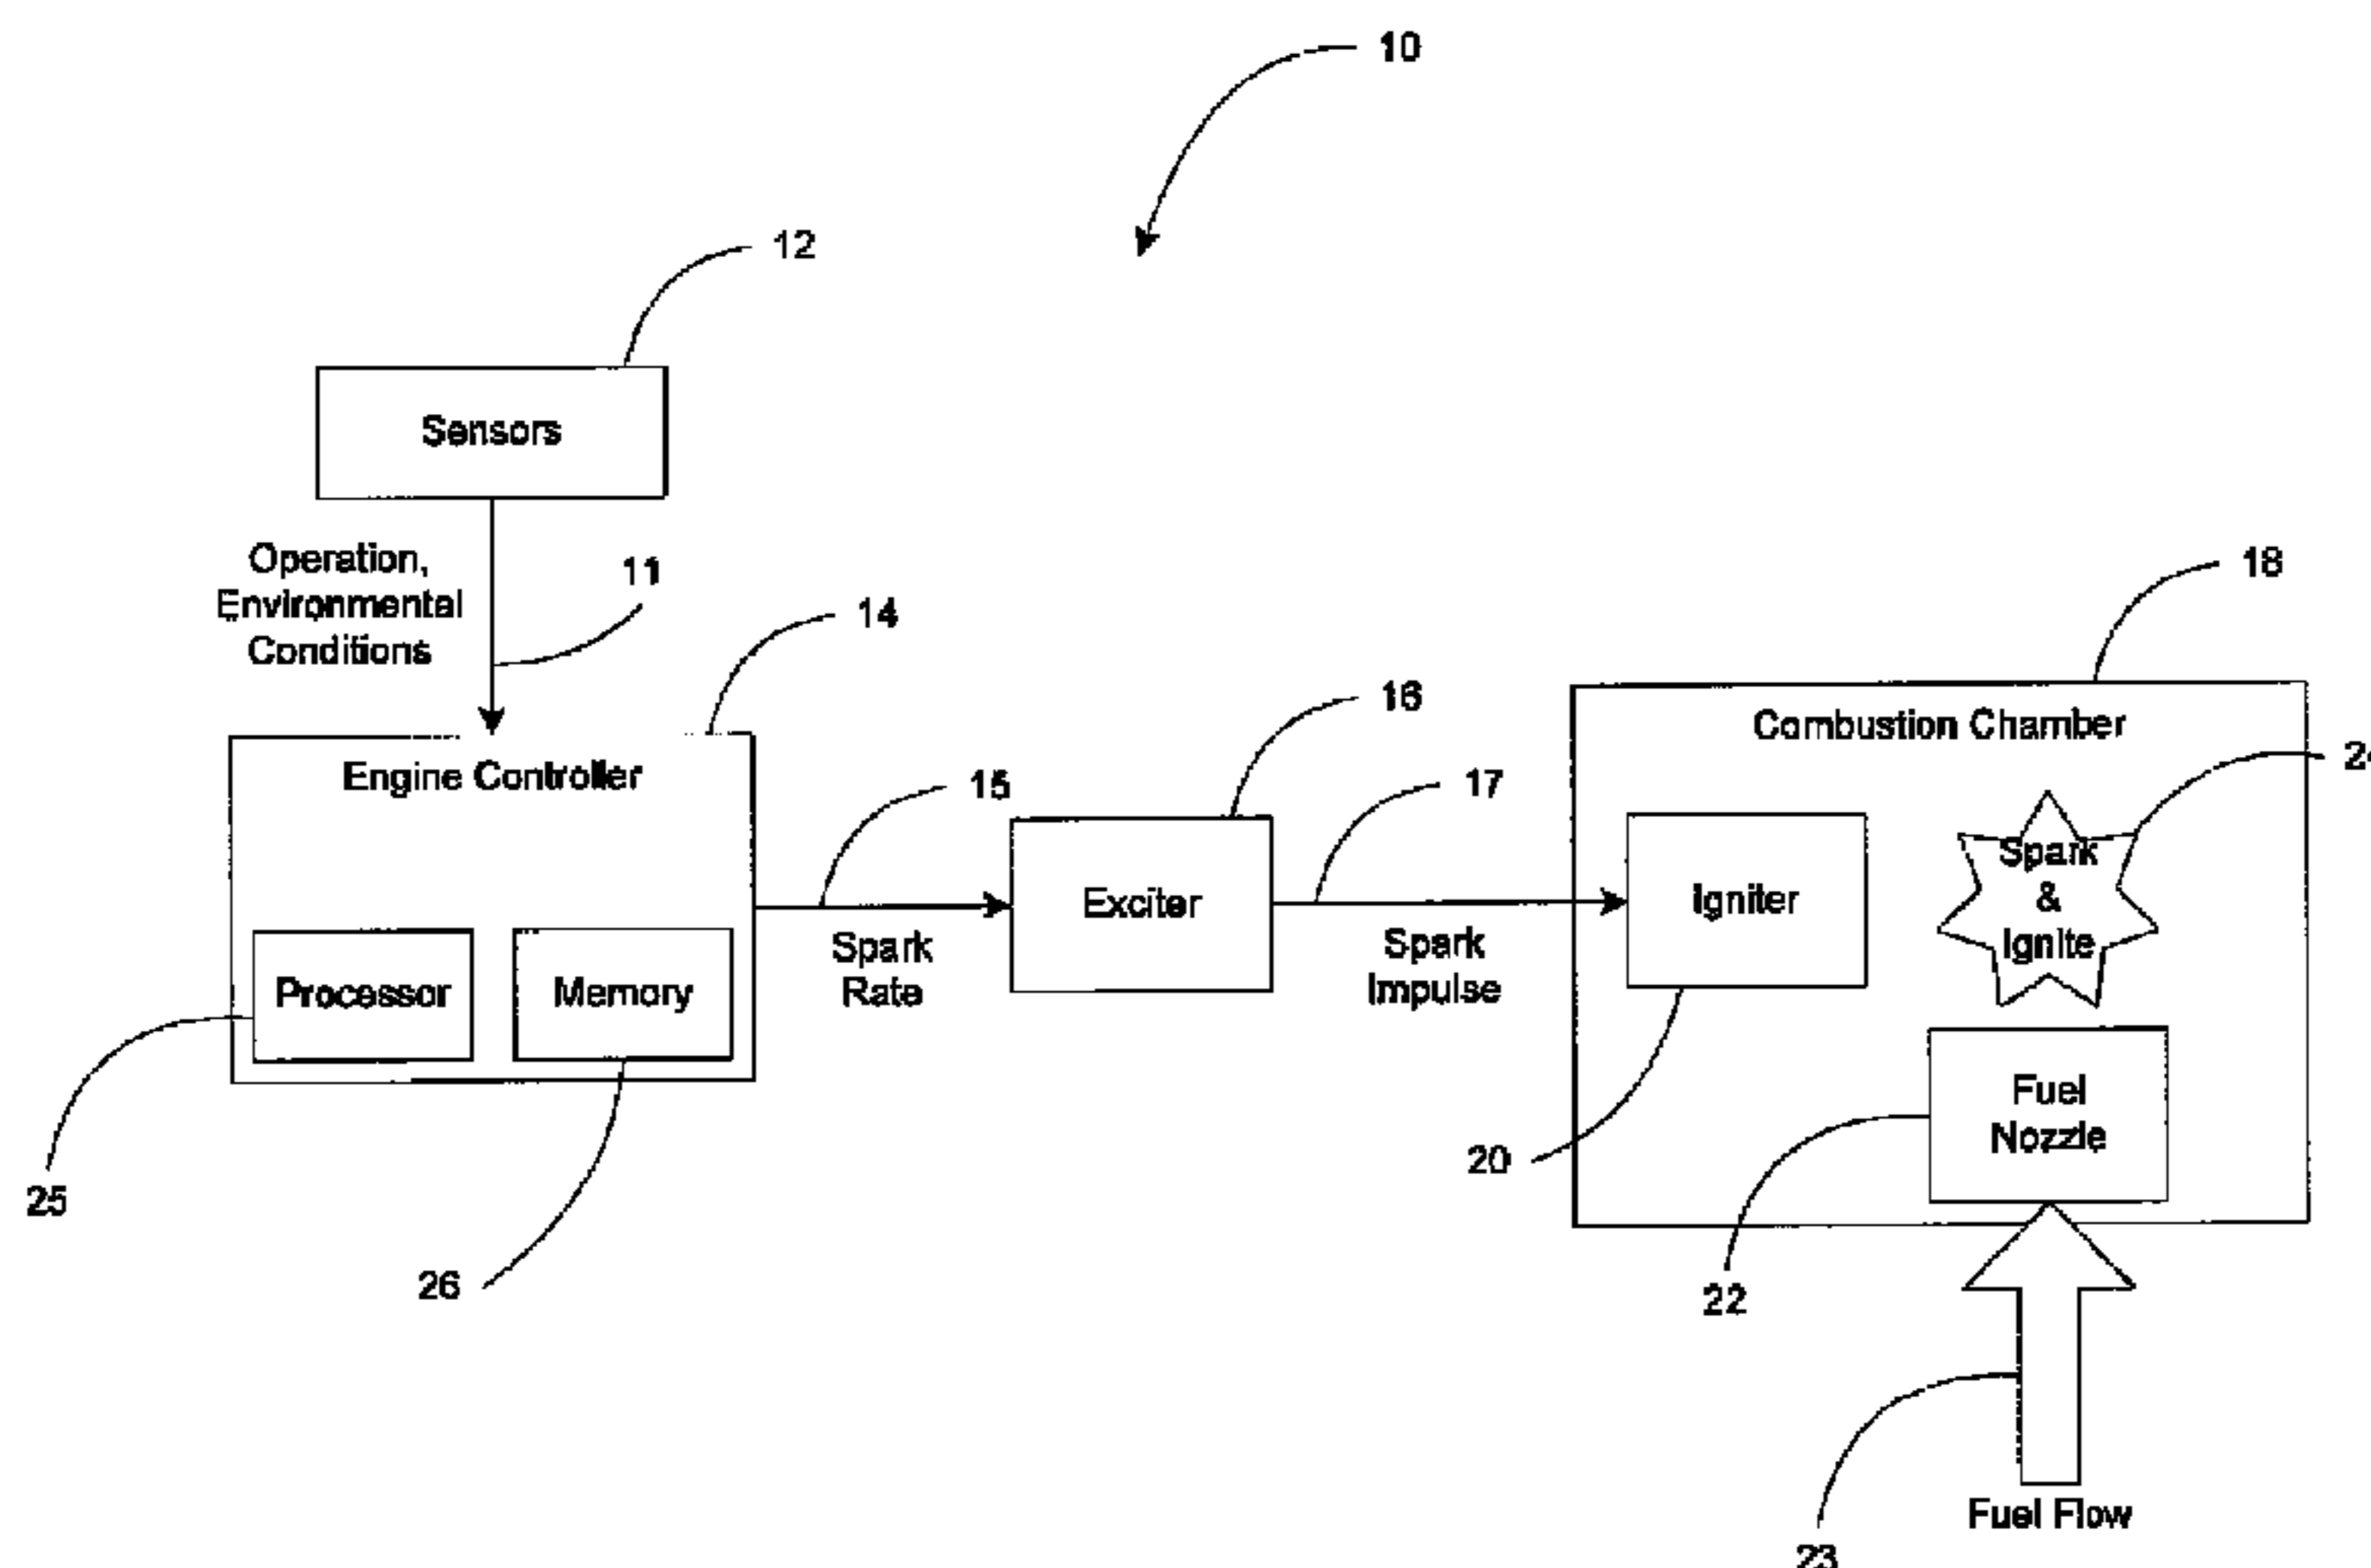 10
12
Sensors
Operation,
Environmental
Conditions
11
14
Engine Controller
Processor
Memory
25
26
15
Spark
Rate
16
Exciter
17
Spark
Impulse
18
Combustion Chamber
Igniter
20
Spark
&
Ignite
Fuel
Nozzle
22
Fuel Flow
23